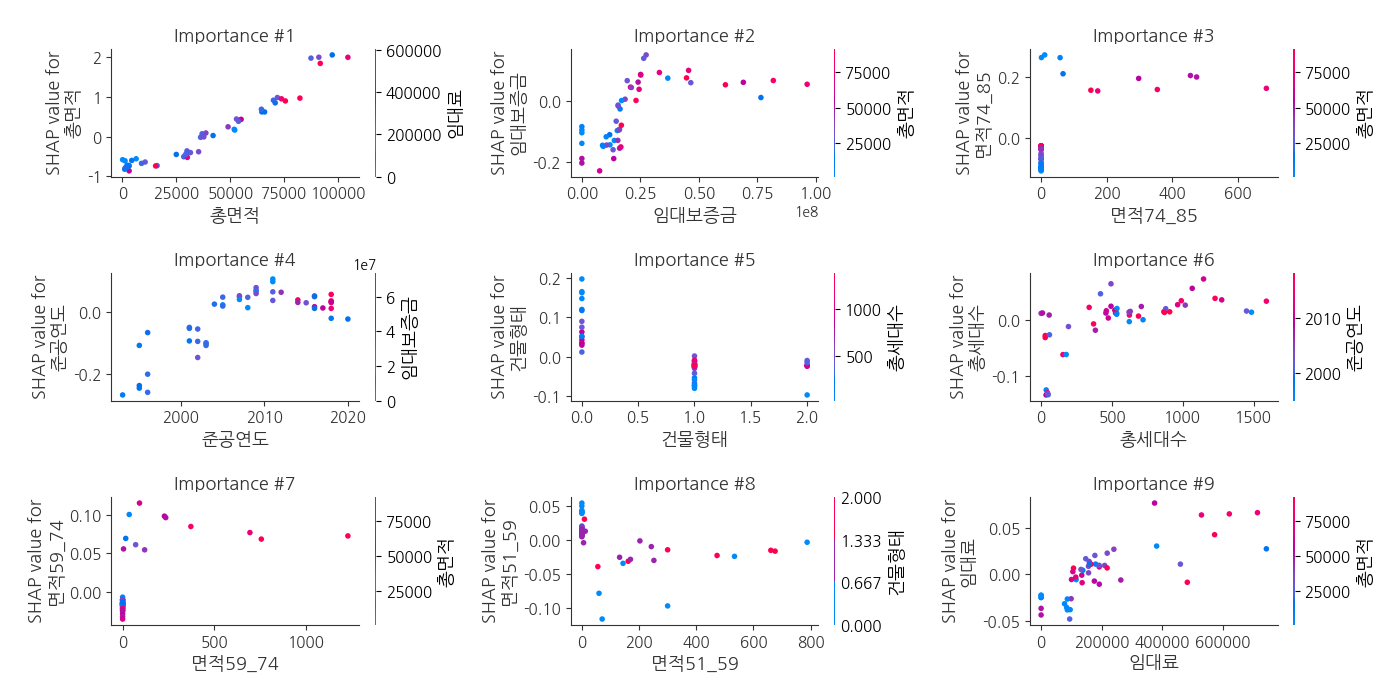 Importance #1
SHAP value for
총면적
2
1
0
-1
0
25000
50000
75000
100000
총면적
600000
400000
200000
0
임대료
Importance #2
SHAP value for
임대보증금
0.0
-0.2
0.00
0.25
0.50
0.75
1.00
1e8
임대보증금
75000
50000
25000
총면적
Importance #3
SHAP value for
면적74_85
0.2
0.0
0
200
400
600
면적74_85
75000
50000
25000
총면적
Importance #4
SHAP value for
준공연도
0.0
-0.2
2000
2010
2020
준공연도
1e7
6
4
2
0
임대보증금
Importance #5
SHAP value for
건물형태
0.2
0.1
0.0
-0.1
0.0
0.5
1.0
1.5
2.0
건물형태
1000
500
총세대수
Importance #6
SHAP value for
총세대수
0.0
-0.1
0
500
1000
1500
총세대수
2010
2000
준공연도
Importance #7
SHAP value for
면적59_74
0.10
0.05
0.00
0
500
1000
면적59_74
75000
50000
25000
총면적
Importance #8
SHAP value for
면적51_59
0.05
0.00
-0.05
-0.10
0
200
400
600
800
면적51_59
2.000
1.333
0.667
0.000
건물형태
Importance #9
SHAP value for
임대료
0.05
0.00
-0.05
0
200000
400000
600000
임대료
75000
50000
25000
총면적